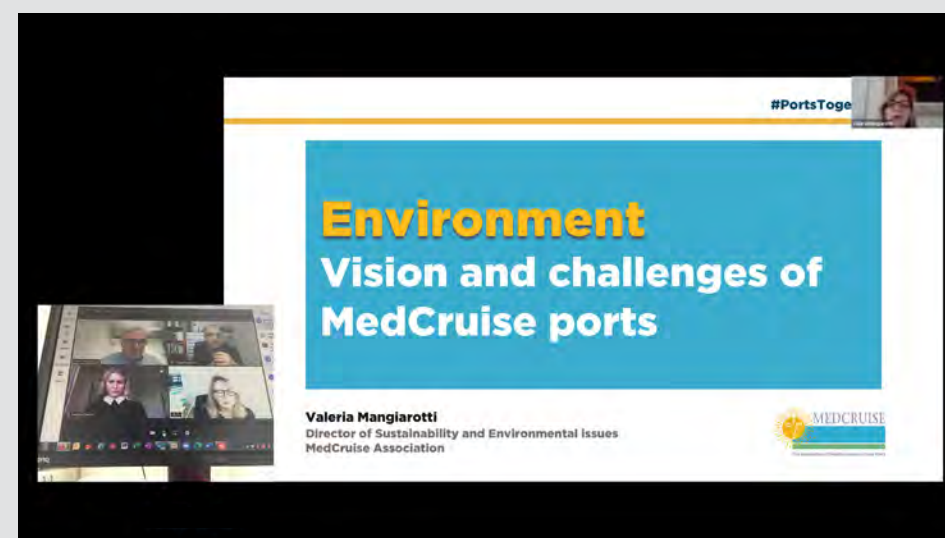 #PortsToge
Environment
Vision and challenges of
MedCruise ports
Valeria Mangiarotti
Director of Sustainability and Environmental issues
MedCruise Association
MEDCRUISE